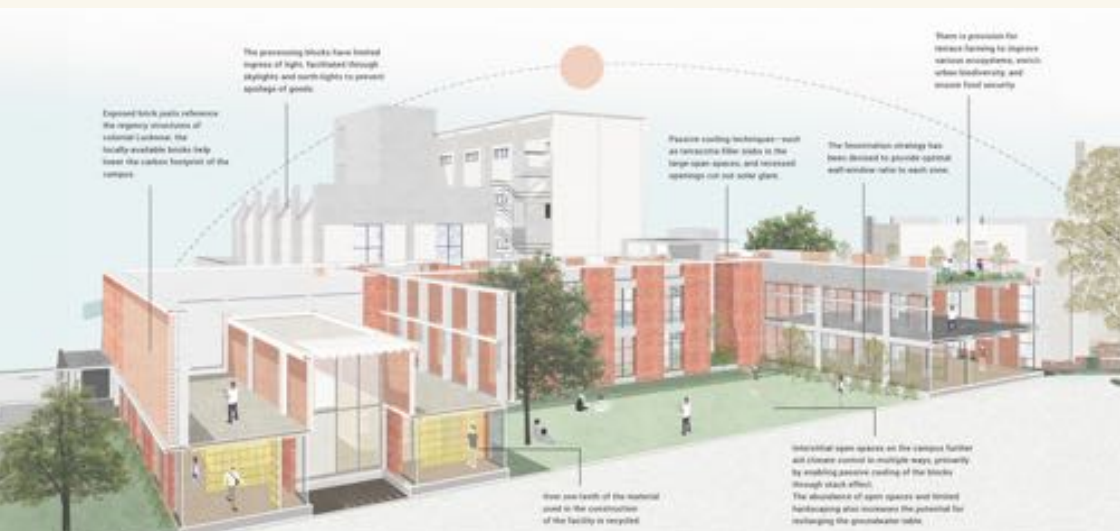 The processing blocks have limited
ingress of light, facilitated through
skylights and north-lights to prevent
spoilage of goods.
There is provision for
terrace farming to improve
various ecosystems, enrich
urban biodiversity, and
ensure food security.
Exposed brick jaalis reference
the regency structures of
colonial Lucknow, the
locally-available bricks help
lower the carbon footprint of the
campus.
Passive cooling techniques—such
as terracotta filler slabs in the
large-span spaces, and recessed
openings cut out solar glare.
The fenestration strategy has
been devised to provide optimal
wall-window ratio to each zone.
Interstitial open spaces on the campus further
aid climate control in multiple ways, primarily
by enabling passive cooling of the blocks
through stack effect.
The abundance of open spaces and limited
hardscaping also increases the potential for
recharging the groundwater table.
Over one-tenth of the material
used in the construction
of the facility is recycled.